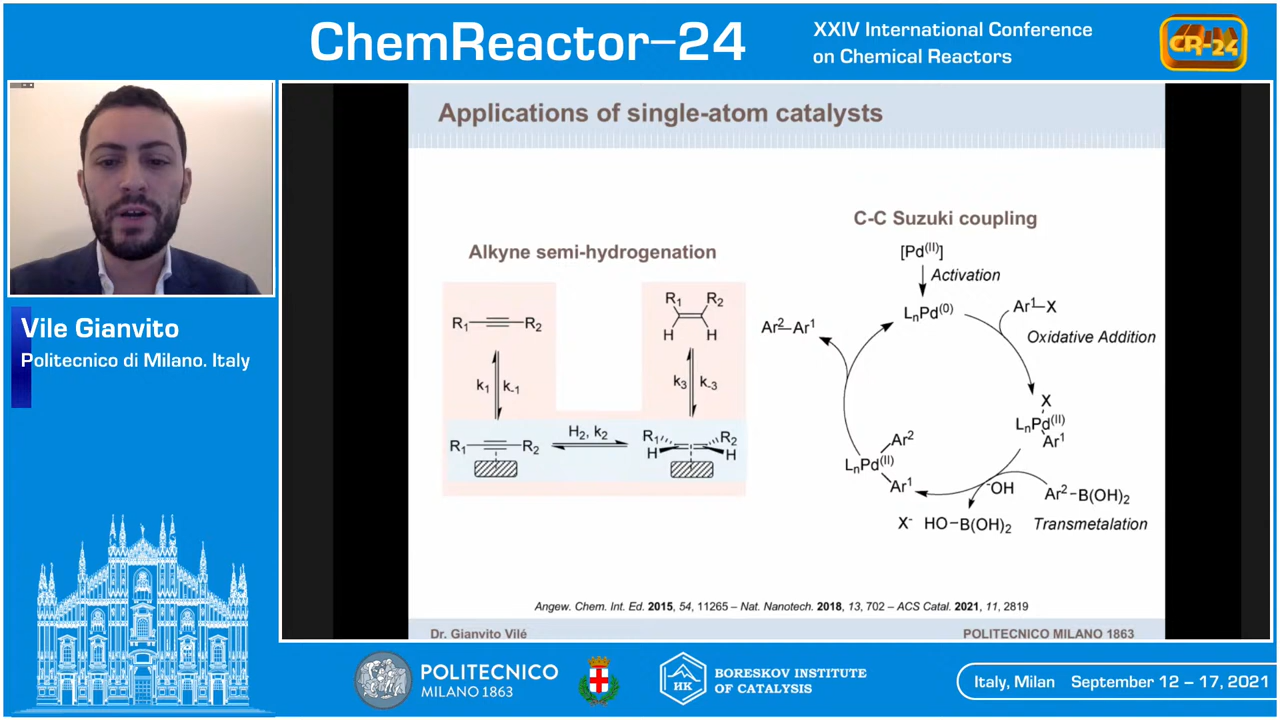 ChemReactor–24
XXIV International Conference
on Chemical Reactors
CR-24
Vile Gianvito
Politecnico di Milano. Italy
Applications of single-atom catalysts
Alkyne semi-hydrogenation
R₁ R₂
R₁ R₂
H H
k₁ k₋₁
k₃ k₋₃
R₁ R₂
H₂, k₂
R₁ R₂
H H
C-C Suzuki coupling
[Pd(II)]
Activation
LnPd(0)
Ar¹–X
Oxidative Addition
Ar²–Ar¹
X
LnPd(II)
Ar¹
Ar²
LnPd(II)
Ar¹
⁻OH
Ar²–B(OH)₂
X⁻ HO–B(OH)₂
Transmetalation
Angew. Chem. Int. Ed. 2015, 54, 11265 – Nat. Nanotech. 2018, 13, 702 – ACS Catal. 2021, 11, 2819
Dr. Gianvito Vilé
POLITECNICO MILANO 1863
POLITECNICO
MILANO 1863
НК
BORESKOV INSTITUTE
OF CATALYSIS
Italy, Milan September 12 – 17, 2021